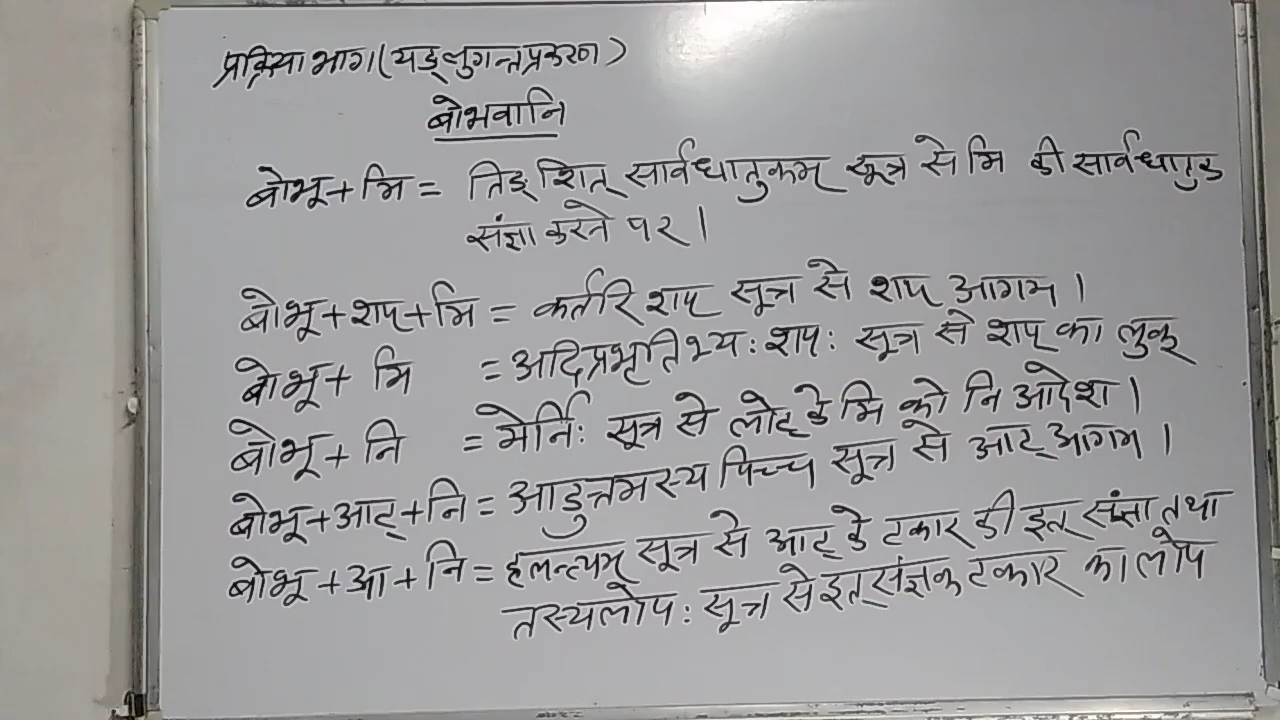 प्रक्रिया भाग(यङ्लुगन्तप्रकरण)
बोभवानि
बोभू+मि = तिङ् शित् सार्वधातुकम् सूत्र से मि की सार्वधातुक
संज्ञा करने पर।
बोभू+शप्+मि = कर्तरि शप् सूत्र से शप् आगम।
बोभू+ मि = अदिप्रभृतिभ्य: शप: सूत्र से शप् का लुक्
बोभू+ नि = मेर्नि: सूत्र से लोट् के मि को नि आदेश।
बोभू+आट्+नि = आडुत्तमस्य पिच्च सूत्र से आट् आगम।
बोभू+आ+नि = हलन्त्यम् सूत्र से आट् के टकार की इत् संज्ञा तथा
तस्यलोप: सूत्र से इत्संज्ञक टकार का लोप